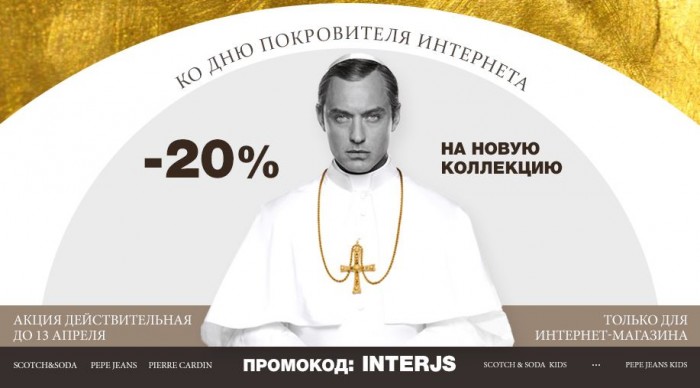 КО ДНЮ ПОКРОВИТЕЛЯ ИНТЕРНЕТА
-20%
НА НОВУЮ
КОЛЛЕКЦИЮ
АКЦИЯ ДЕЙСТВИТЕЛЬНАЯ
ДО 13 АПРЕЛЯ
ТОЛЬКО ДЛЯ
ИНТЕРНЕТ-МАГАЗИНА
SCOTCH&SODA PEPE JEANS PIERRE CARDIN ПРОМОКОД: INTERJS SCOTCH & SODA KIDS ... PEPE JEANS KIDS